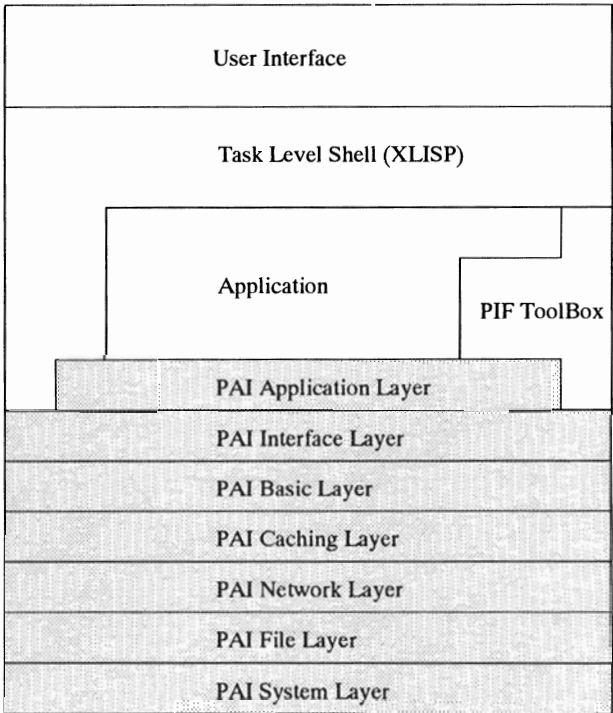 User Interface
Task Level Shell (XLISP)
Application
PIF ToolBox
PAI Application Layer
PAI Interface Layer
PAI Basic Layer
PAI Caching Layer
PAI Network Layer
PAI File Layer
PAI System Layer